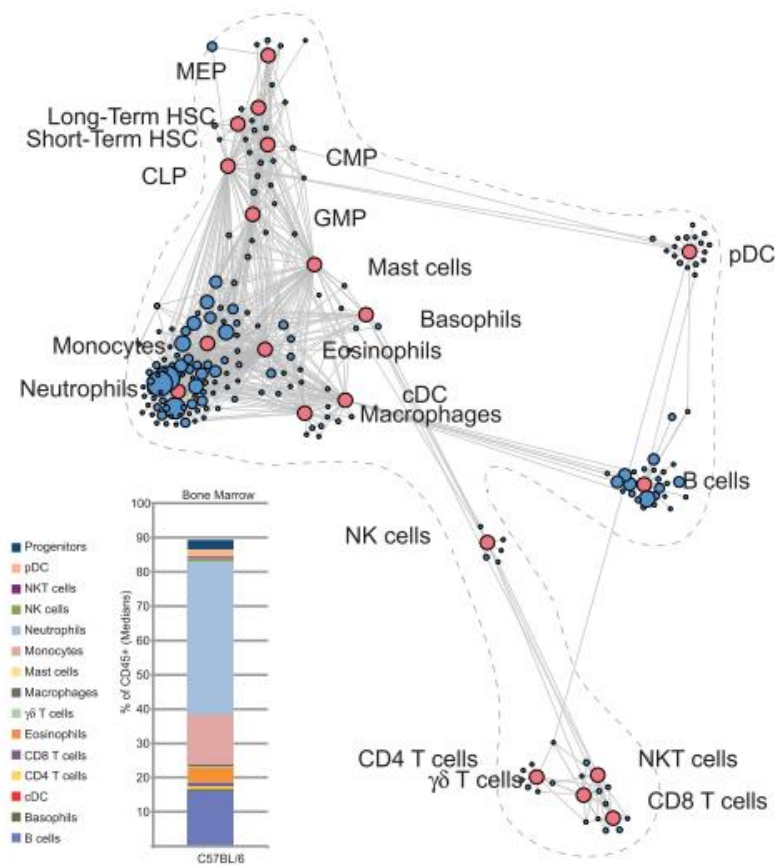 MEP
Long-Term HSC
Short-Term HSC
CMP
CLP
GMP
pDC
Mast cells
Basophils
Monocytes
Eosinophils
Neutrophils
cDC
Macrophages
B cells
NK cells
CD4 T cells
NKT cells
γδ T cells
CD8 T cells
Bone Marrow
% of CD45+ (Medians)
100
90
80
70
60
50
40
30
20
10
C57BL/6
Progenitors
pDC
NKT cells
NK cells
Neutrophils
Monocytes
Mast cells
Macrophages
γδ T cells
Eosinophils
CD8 T cells
CD4 T cells
cDC
Basophils
B cells